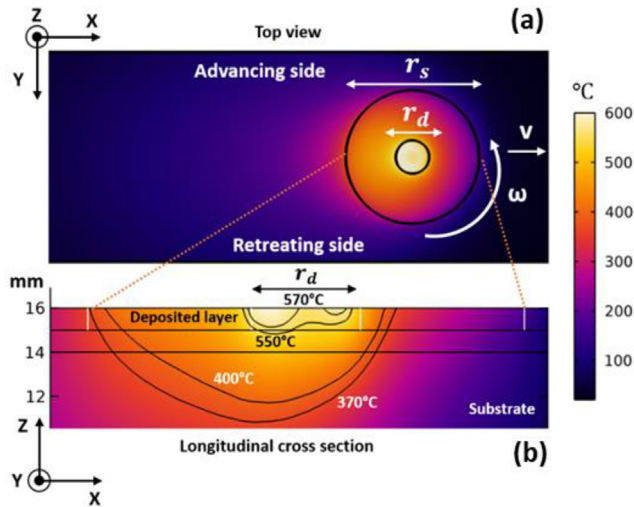 Z
X
Y
Top view
(a)
Advancing side
r_s
r_d
V
ω
Retreating side
°C
600
500
400
300
200
100
mm
r_d
16
570°C
Deposited layer
550°C
14
400°C
12
370°C
Substrate
Z
Longitudinal cross section
(b)
Y
X